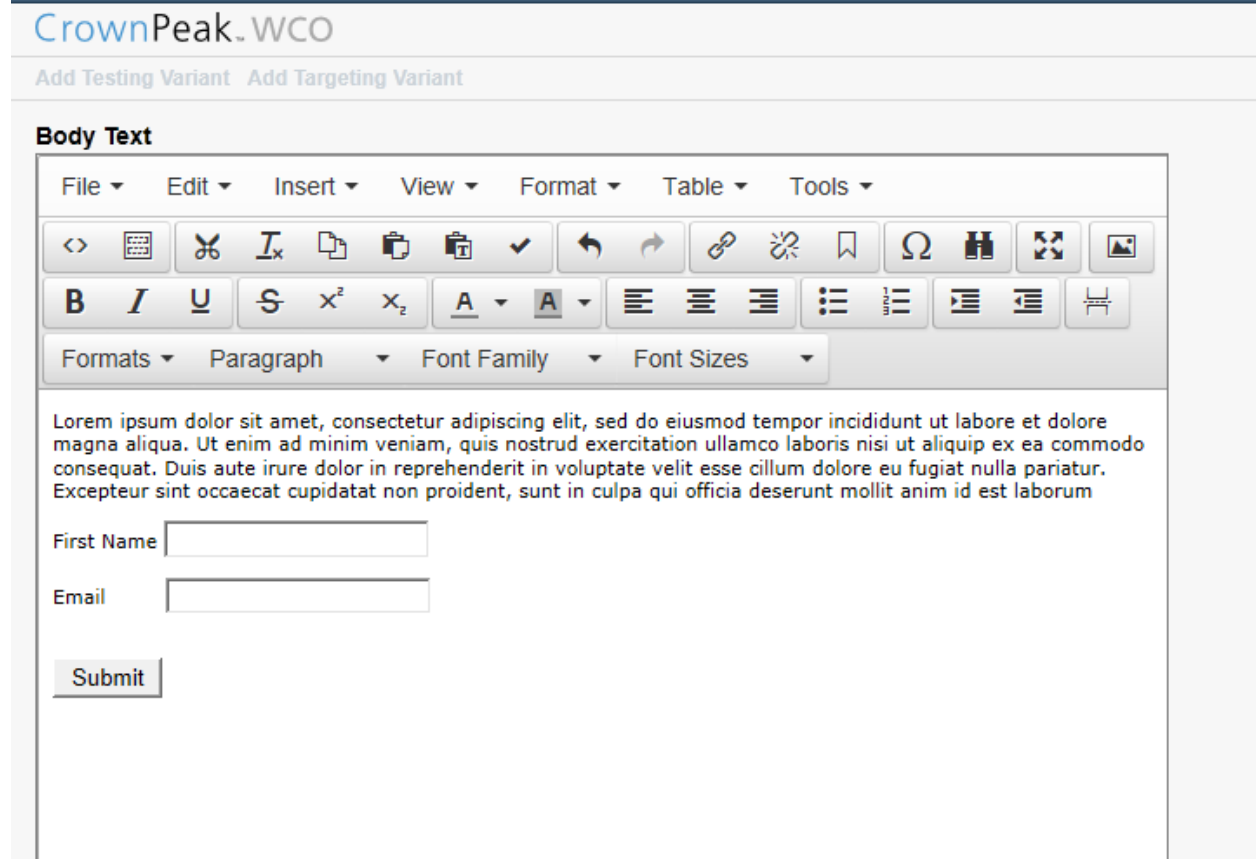 CrownPeak™ WCO
Add Testing Variant Add Targeting Variant
Body Text
File Edit Insert View Format Table Tools
B I U S x² x₂ A A
Formats Paragraph Font Family Font Sizes
Lorem ipsum dolor sit amet, consectetur adipiscing elit, sed do eiusmod tempor incididunt ut labore et dolore
magna aliqua. Ut enim ad minim veniam, quis nostrud exercitation ullamco laboris nisi ut aliquip ex ea commodo
consequat. Duis aute irure dolor in reprehenderit in voluptate velit esse cillum dolore eu fugiat nulla pariatur.
Excepteur sint occaecat cupidatat non proident, sunt in culpa qui officia deserunt mollit anim id est laborum
First Name
Email
Submit